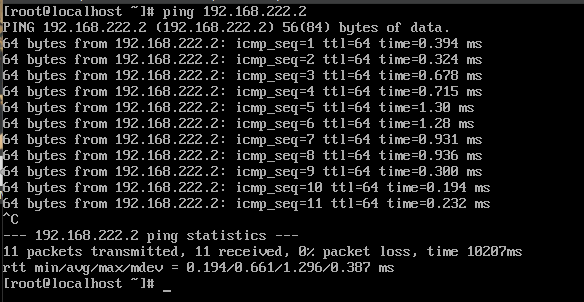 [root@localhost ~]# ping 192.168.222.2
PING 192.168.222.2 (192.168.222.2) 56(84) bytes of data.
64 bytes from 192.168.222.2: icmp_seq=1 ttl=64 time=0.394 ms
64 bytes from 192.168.222.2: icmp_seq=2 ttl=64 time=0.324 ms
64 bytes from 192.168.222.2: icmp_seq=3 ttl=64 time=0.678 ms
64 bytes from 192.168.222.2: icmp_seq=4 ttl=64 time=0.715 ms
64 bytes from 192.168.222.2: icmp_seq=5 ttl=64 time=1.30 ms
64 bytes from 192.168.222.2: icmp_seq=6 ttl=64 time=1.28 ms
64 bytes from 192.168.222.2: icmp_seq=7 ttl=64 time=0.931 ms
64 bytes from 192.168.222.2: icmp_seq=8 ttl=64 time=0.936 ms
64 bytes from 192.168.222.2: icmp_seq=9 ttl=64 time=0.300 ms
64 bytes from 192.168.222.2: icmp_seq=10 ttl=64 time=0.194 ms
64 bytes from 192.168.222.2: icmp_seq=11 ttl=64 time=0.232 ms
^C
--- 192.168.222.2 ping statistics ---
11 packets transmitted, 11 received, 0% packet loss, time 10207ms
rtt min/avg/max/mdev = 0.194/0.661/1.296/0.387 ms
[root@localhost ~]# _